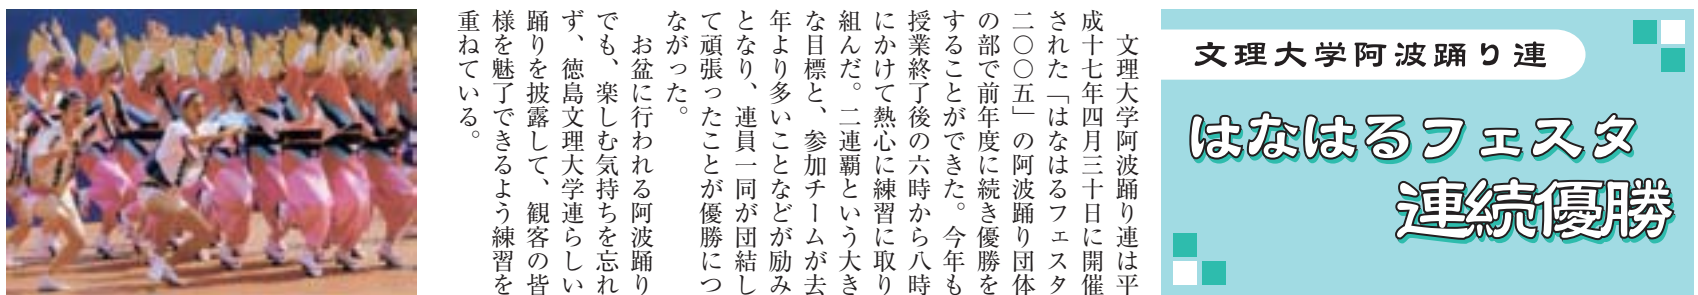 文理大学阿波踊り連
はなはるフェスタ
連続優勝
文理大学阿波踊り連は平
成十七年四月三十日に開催
された「はなはるフェスタ
二〇〇五」の阿波踊り団体
の部で前年度に続き優勝を
することができた。今年も
授業終了後の六時から八時
にかけて熱心に練習に取り
組んだ。二連覇という大き
な目標と、参加チームが去
年より多いことなどが励み
となり、連員一同が団結し
て頑張ったことが優勝につ
ながった。
お盆に行われる阿波踊り
でも、楽しむ気持ちを忘れ
ず、徳島文理大学連らしい
踊りを披露して、観客の皆
様を魅了できるよう練習を
重ねている。